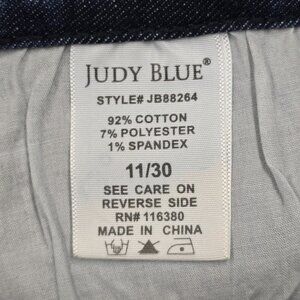 JUDY BLUE®
STYLE# JB88264
92% COTTON
7% POLYESTER
1% SPANDEX
11/30
SEE CARE ON
REVERSE SIDE
RN# 116380
MADE IN CHINA